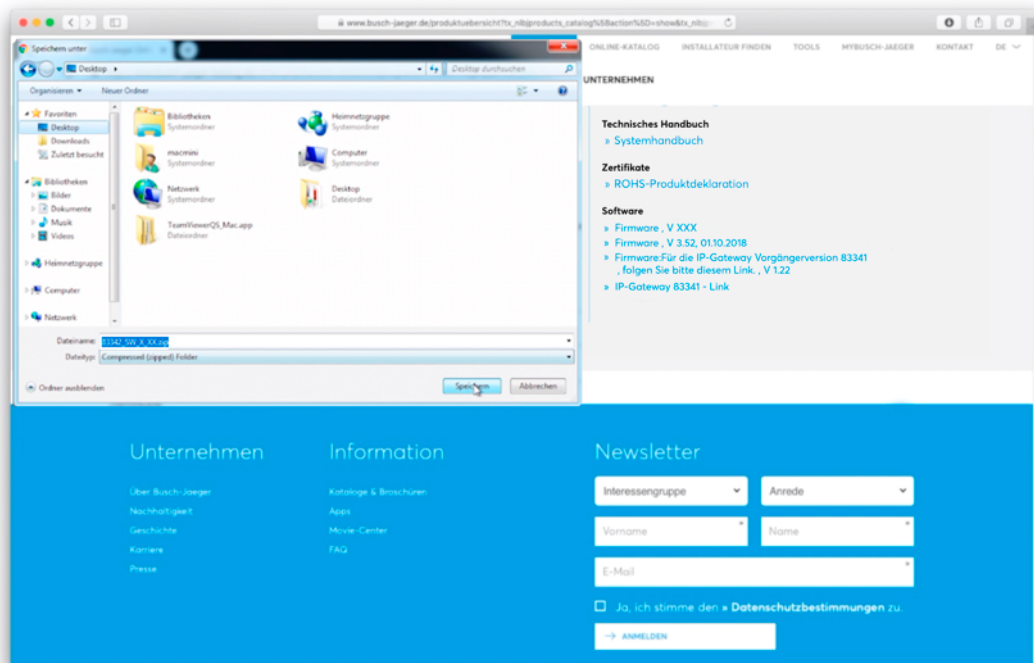 www.busch-jaeger.de/produktuebersicht?tx_nlbjproducts_catalog%5Baction%5D=show&tx_nlbjp
Speichern unter
ONLINE-KATALOG INSTALLATEUR FINDEN TOOLS MYBUSCH-JAEGER KONTAKT DE
Desktop
Desktop durchsuchen
UNTERNEHMEN
Organisieren Neuer Ordner
Favoriten
Desktop
Downloads
Zuletzt besucht
Bibliotheken
Bilder
Dokumente
Musik
Videos
Heimnetzgruppe
Computer
Netzwerk
Bibliotheken
Systemordner
Heimnetzgruppe
Systemordner
macmini
Systemordner
Computer
Systemordner
Netzwerk
Systemordner
Desktop
Dateiordner
TeamViewerQS_Mac.app
Dateiordner
Dateiname: 83342_SW_X_XX.zip
Dateityp: Compressed (zipped) Folder
Ordner ausblenden
Speichern Abbrechen
Technisches Handbuch
» Systemhandbuch
Zertifikate
» ROHS-Produktdeklaration
Software
» Firmware , V XXX
» Firmware , V 3.52, 01.10.2018
» Firmware:Für die IP-Gateway Vorgängerversion 83341
, folgen Sie bitte diesem Link. , V 1.22
» IP-Gateway 83341 - Link
Unternehmen
Über Busch-Jaeger
Nachhaltigkeit
Geschichte
Karriere
Presse
Information
Kataloge & Broschüren
Apps
Movie-Center
FAQ
Newsletter
Interessengruppe Anrede
Vorname * Name *
E-Mail *
Ja, ich stimme den » Datenschutzbestimmungen zu.
→ ANMELDEN